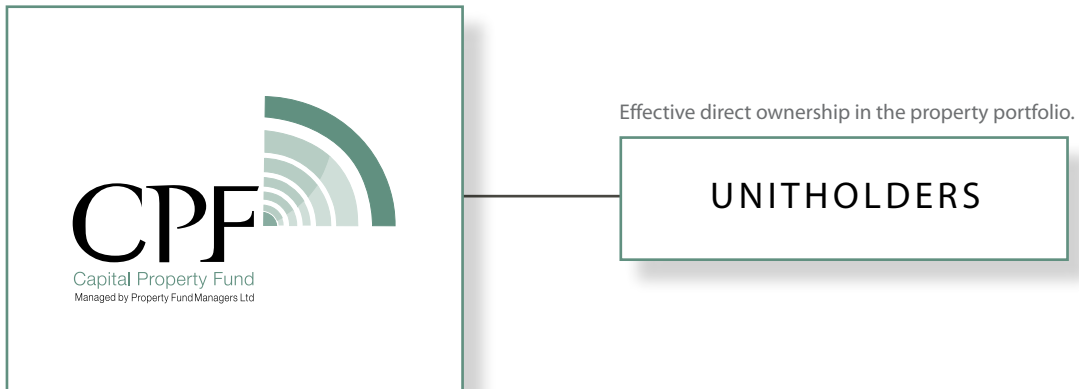 CPF
Capital Property Fund
Managed by Property Fund Managers Ltd
Effective direct ownership in the property portfolio.
UNITHOLDERS